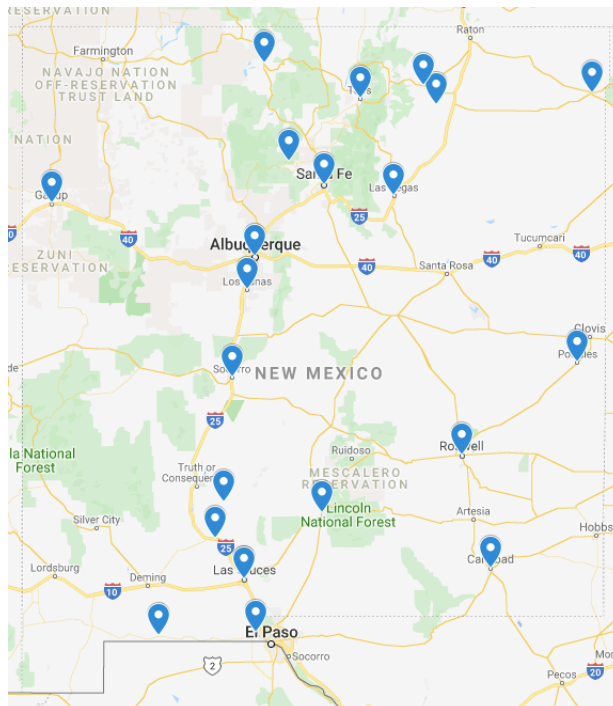 RESERVATION
Raton
Farmington
NAVAJO NATION
OFF-RESERVATION
TRUST LAND
NATION
Santa Fe
Las Vegas
Gallup
25
40
Albuquerque
Tucumcari
ZUNI
RESERVATION
40
40
40
Santa Rosa
Los Lunas
Clovis
Portales
Socorro
NEW MEXICO
25
Roswell
Ruidoso
la National
Forest
Truth or
Consequen
MESCALERO
RESERVATION
Lincoln
National Forest
Artesia
Silver City
Hobbs
25
Carlsbad
Lordsburg
Deming
Las Cruces
10
El Paso
Socorro
2
Pecos
20